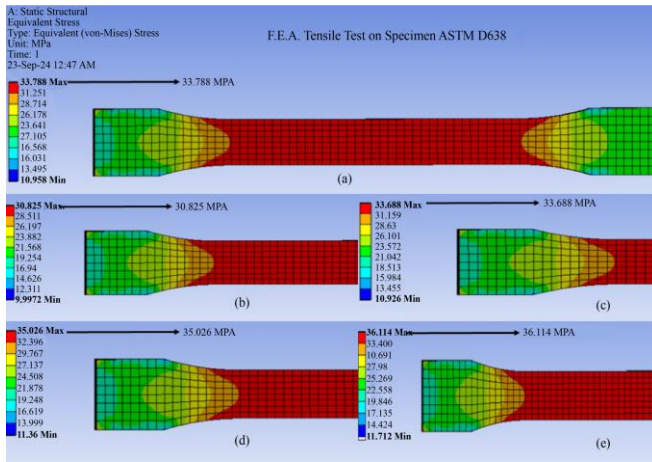 A: Static Structural
Equivalent Stress
Type: Equivalent (von-Mises) Stress
Unit: MPa
Time: 1
23-Sep-24 12:47 AM
F.E.A. Tensile Test on Specimen ASTM D638
33.788 Max
33.788 MPA
31.251
28.714
26.178
23.641
27.105
16.568
16.031
13.495
10.958 Min
(a)
30.825 Max
30.825 MPA
28.511
26.197
23.882
21.568
19.254
16.94
14.626
12.311
9.9972 Min
(b)
33.688 Max
33.688 MPA
31.159
28.63
26.101
23.572
21.042
18.513
15.984
13.455
10.926 Min
(c)
35.026 Max
35.026 MPA
32.396
29.767
27.137
24.508
21.878
19.248
16.619
13.999
11.36 Min
(d)
36.114 Max
36.114 MPA
33.400
10.691
27.98
25.269
22.558
19.846
17.135
14.424
11.712 Min
(e)